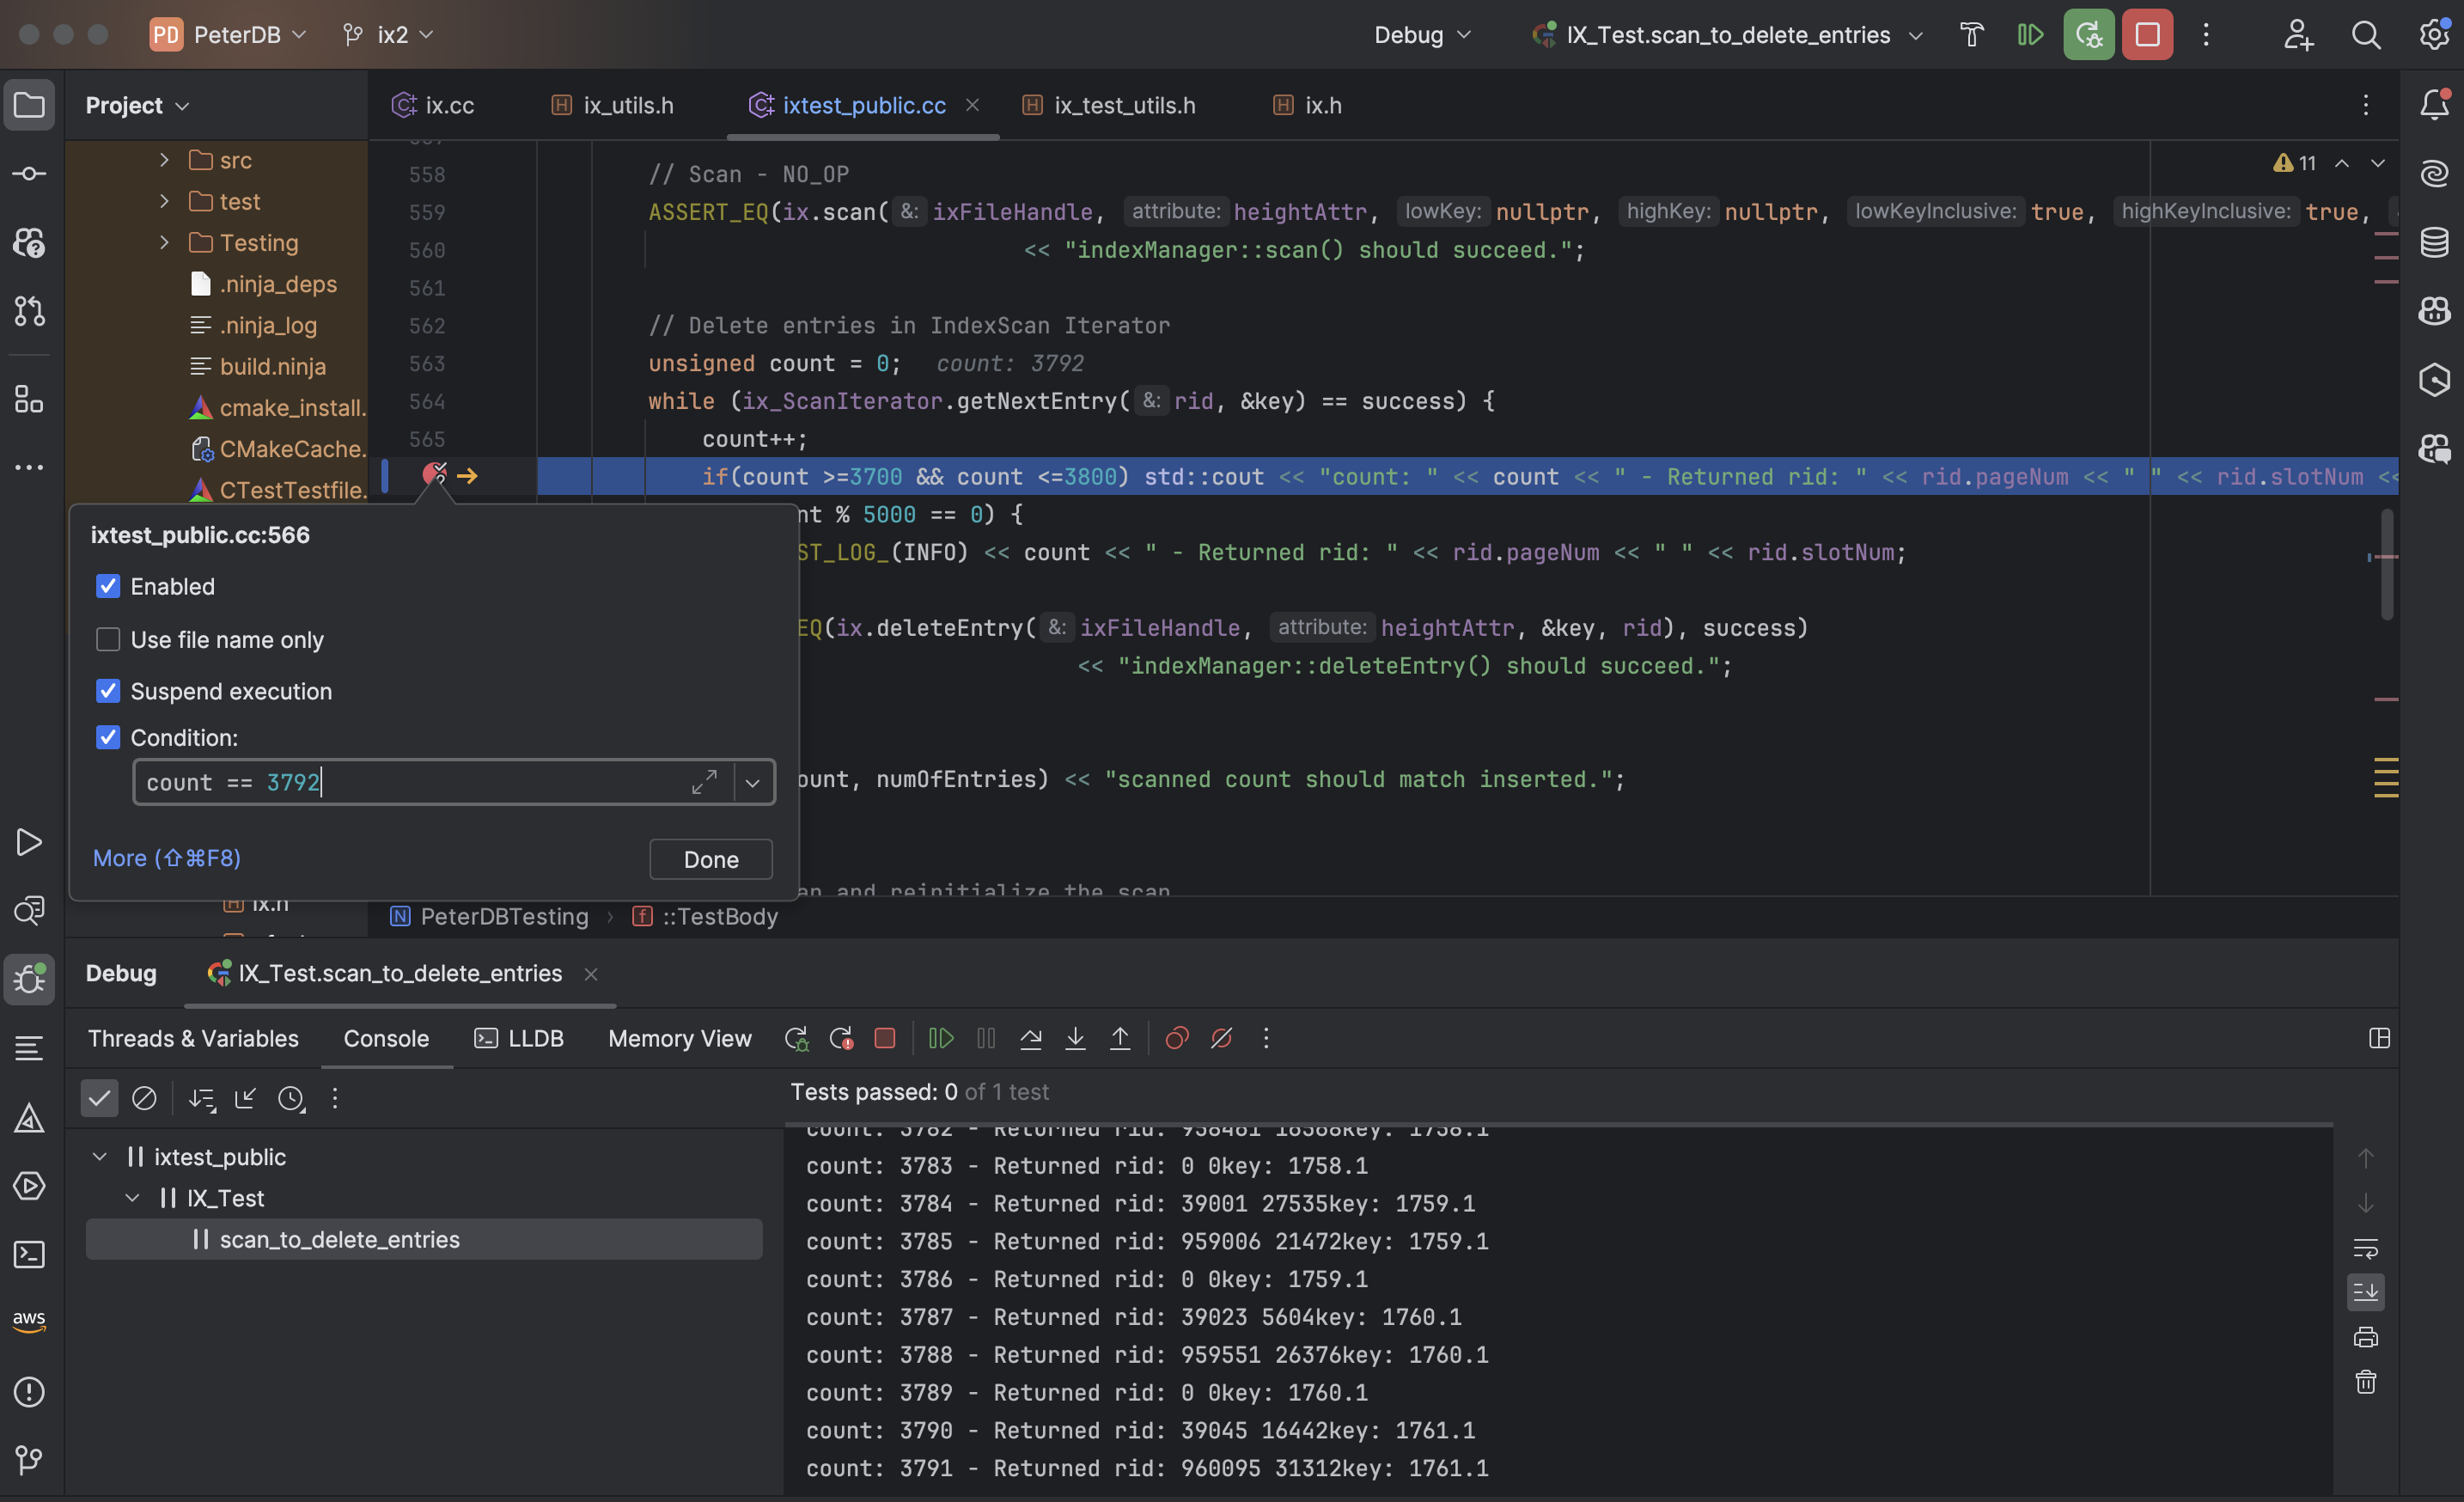 PD PeterDB ix2 Debug IX_Test.scan_to_delete_entries
Project
ix.cc ix_utils.h ixtest_public.cc ix_test_utils.h ix.h
src
test
Testing
.ninja_deps
.ninja_log
build.ninja
cmake_install.
CMakeCache.
CTestTestfile.
11
558 // Scan - NO_OP
559 ASSERT_EQ(ix.scan( &: ixFileHandle, attribute: heightAttr, lowKey: nullptr, highKey: nullptr, lowKeyInclusive: true, highKeyInclusive: true,
560 << "indexManager::scan() should succeed.";
561
562 // Delete entries in IndexScan Iterator
563 unsigned count = 0; count: 3792
564 while (ix_ScanIterator.getNextEntry( &: rid, &key) == success) {
565 count++;
if(count >=3700 && count <=3800) std::cout << "count: " << count << " - Returned rid: " << rid.pageNum << " " << rid.slotNum <<
nt % 5000 == 0) {
ST_LOG_(INFO) << count << " - Returned rid: " << rid.pageNum << " " << rid.slotNum;
EQ(ix.deleteEntry( &: ixFileHandle, attribute: heightAttr, &key, rid), success)
<< "indexManager::deleteEntry() should succeed.";
ount, numOfEntries) << "scanned count should match inserted.";
an and reinitialize the scan
ixtest_public.cc:566
Enabled
Use file name only
Suspend execution
Condition:
count == 3792
More (⇧⌘F8) Done
ix.h
N PeterDBTesting › f ::TestBody
Debug IX_Test.scan_to_delete_entries
Threads & Variables Console LLDB Memory View
Tests passed: 0 of 1 test
ixtest_public
IX_Test
scan_to_delete_entries
count: 3782 - Returned rid: 958461 16568key: 1758.1
count: 3783 - Returned rid: 0 0key: 1758.1
count: 3784 - Returned rid: 39001 27535key: 1759.1
count: 3785 - Returned rid: 959006 21472key: 1759.1
count: 3786 - Returned rid: 0 0key: 1759.1
count: 3787 - Returned rid: 39023 5604key: 1760.1
count: 3788 - Returned rid: 959551 26376key: 1760.1
count: 3789 - Returned rid: 0 0key: 1760.1
count: 3790 - Returned rid: 39045 16442key: 1761.1
count: 3791 - Returned rid: 960095 31312key: 1761.1
aws